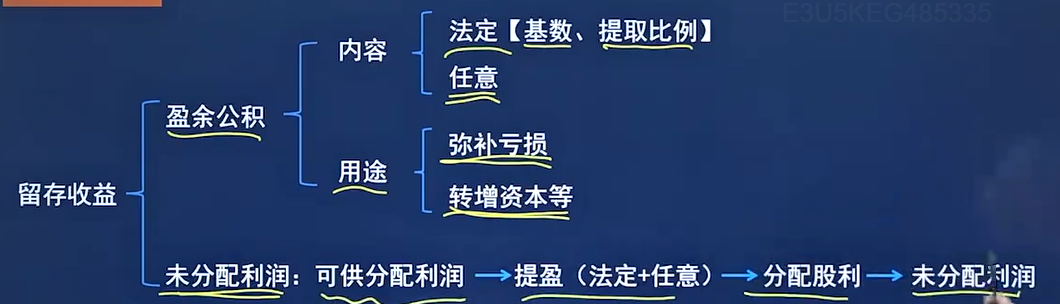 E3U5KEG485335
法定【基数、提取比例】
内容
任意
盈余公积
弥补亏损
用途
转增资本等
留存收益
未分配利润：可供分配利润→提盈（法定+任意）→分配股利→未分配利润